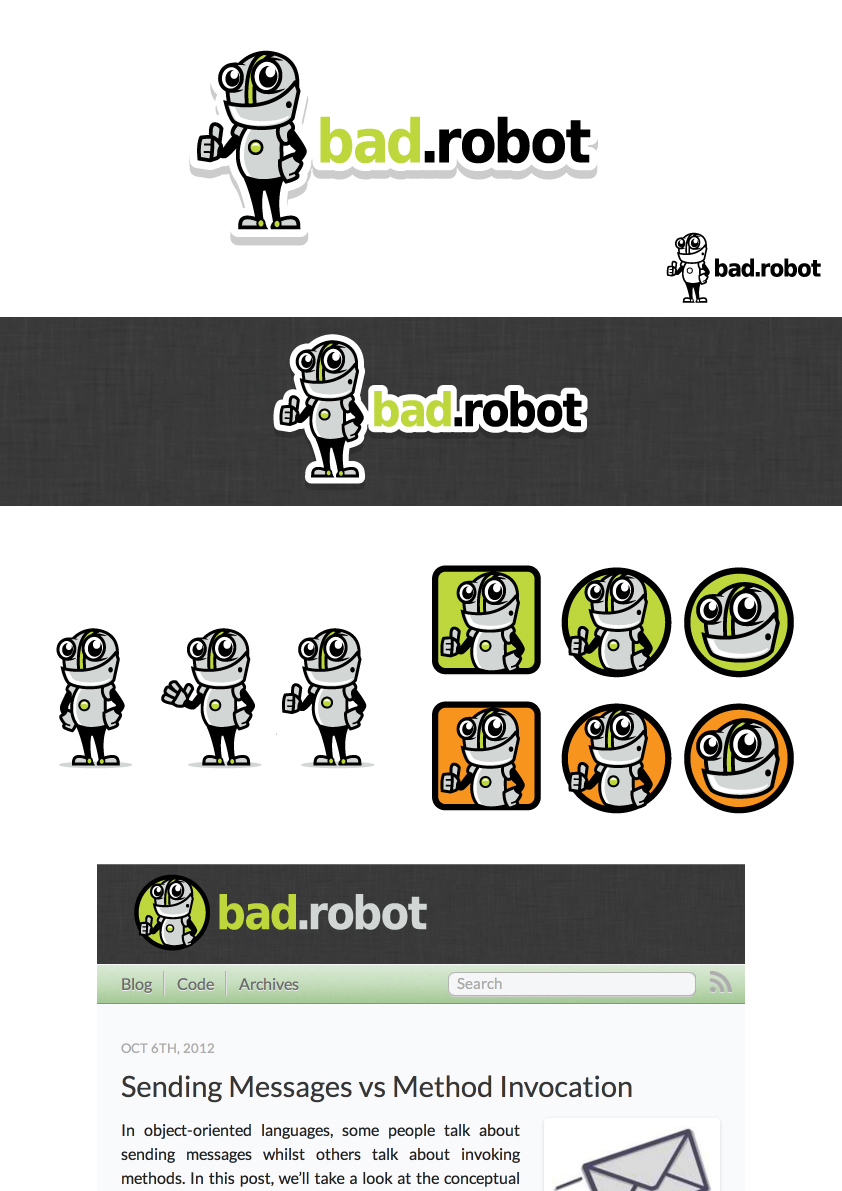 bad.robot
bad.robot
bad.robot
bad.robot
Blog Code Archives Search
OCT 6TH, 2012
Sending Messages vs Method Invocation
In object-oriented languages, some people talk about
sending messages whilst others talk about invoking
methods. In this post, we'll take a look at the conceptual